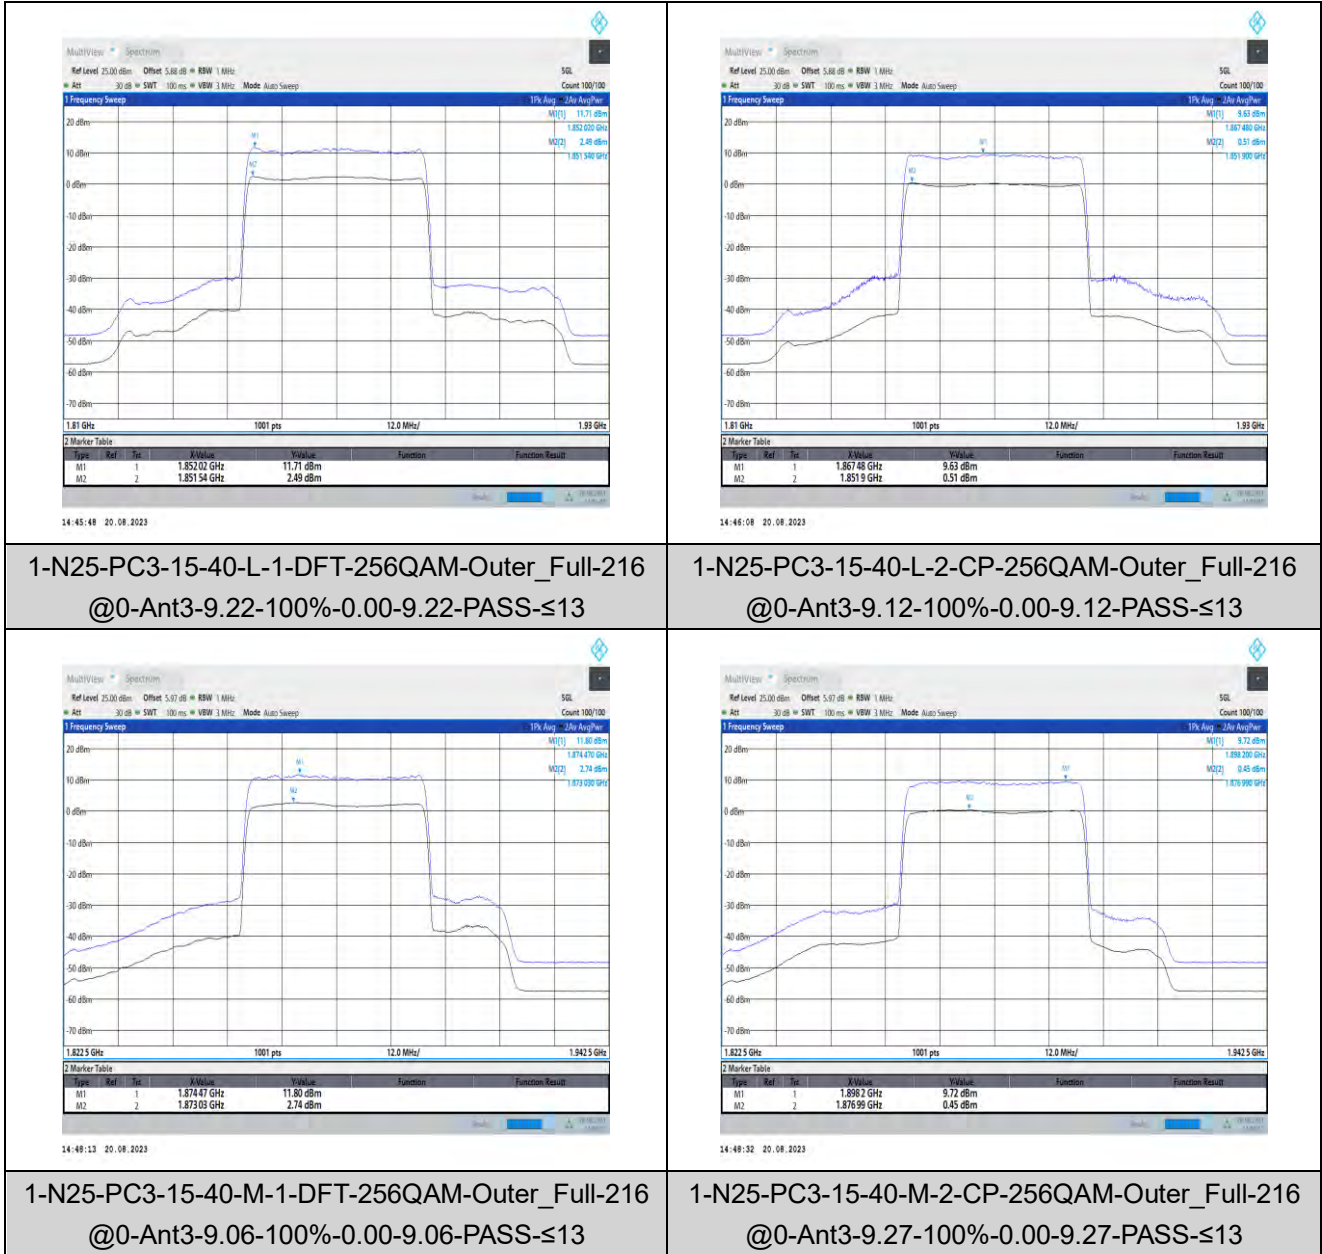 MultiView Spectrum
Ref Level 25.00 dBm Offset 5.88 dB RBW 1 MHz SGL
Att 30 dB SWT 100 ms VBW 3 MHz Mode Auto Sweep Count 100/100
1 Frequency Sweep 1Pk Avg 2Av AvgPwr
M1[1] 11.71 dBm
1.852 020 GHz
M2[2] 2.49 dBm
1.851 540 GHz
M1
M2
20 dBm
10 dBm
0 dBm
-10 dBm
-20 dBm
-30 dBm
-40 dBm
-50 dBm
-60 dBm
-70 dBm
1.81 GHz 1001 pts 12.0 MHz/ 1.93 GHz
2 Marker Table
Type Ref Trc X-Value Y-Value Function Function Result
M1 1 1.852 02 GHz 11.71 dBm
M2 2 1.851 54 GHz 2.49 dBm
14:45:48 20.08.2023
1-N25-PC3-15-40-L-1-DFT-256QAM-Outer_Full-216
@0-Ant3-9.22-100%-0.00-9.22-PASS-≤13
MultiView Spectrum
Ref Level 25.00 dBm Offset 5.88 dB RBW 1 MHz SGL
Att 30 dB SWT 100 ms VBW 3 MHz Mode Auto Sweep Count 100/100
1 Frequency Sweep 1Pk Avg 2Av AvgPwr
M1[1] 9.63 dBm
1.867 480 GHz
M2[2] 0.51 dBm
1.851 900 GHz
M1
M2
20 dBm
10 dBm
0 dBm
-10 dBm
-20 dBm
-30 dBm
-40 dBm
-50 dBm
-60 dBm
-70 dBm
1.81 GHz 1001 pts 12.0 MHz/ 1.93 GHz
2 Marker Table
Type Ref Trc X-Value Y-Value Function Function Result
M1 1 1.867 48 GHz 9.63 dBm
M2 2 1.851 9 GHz 0.51 dBm
14:46:08 20.08.2023
1-N25-PC3-15-40-L-2-CP-256QAM-Outer_Full-216
@0-Ant3-9.12-100%-0.00-9.12-PASS-≤13
MultiView Spectrum
Ref Level 25.00 dBm Offset 5.97 dB RBW 1 MHz SGL
Att 30 dB SWT 100 ms VBW 3 MHz Mode Auto Sweep Count 100/100
1 Frequency Sweep 1Pk Avg 2Av AvgPwr
M1[1] 11.80 dBm
1.874 470 GHz
M2[2] 2.74 dBm
1.873 030 GHz
M1
M2
20 dBm
10 dBm
0 dBm
-10 dBm
-20 dBm
-30 dBm
-40 dBm
-50 dBm
-60 dBm
-70 dBm
1.822 5 GHz 1001 pts 12.0 MHz/ 1.942 5 GHz
2 Marker Table
Type Ref Trc X-Value Y-Value Function Function Result
M1 1 1.874 47 GHz 11.80 dBm
M2 2 1.873 03 GHz 2.74 dBm
14:48:13 20.08.2023
1-N25-PC3-15-40-M-1-DFT-256QAM-Outer_Full-216
@0-Ant3-9.06-100%-0.00-9.06-PASS-≤13
MultiView Spectrum
Ref Level 25.00 dBm Offset 5.97 dB RBW 1 MHz SGL
Att 30 dB SWT 100 ms VBW 3 MHz Mode Auto Sweep Count 100/100
1 Frequency Sweep 1Pk Avg 2Av AvgPwr
M1[1] 9.72 dBm
1.898 200 GHz
M2[2] 0.45 dBm
1.876 990 GHz
M1
M2
20 dBm
10 dBm
0 dBm
-10 dBm
-20 dBm
-30 dBm
-40 dBm
-50 dBm
-60 dBm
-70 dBm
1.822 5 GHz 1001 pts 12.0 MHz/ 1.942 5 GHz
2 Marker Table
Type Ref Trc X-Value Y-Value Function Function Result
M1 1 1.898 2 GHz 9.72 dBm
M2 2 1.876 99 GHz 0.45 dBm
14:48:32 20.08.2023
1-N25-PC3-15-40-M-2-CP-256QAM-Outer_Full-216
@0-Ant3-9.27-100%-0.00-9.27-PASS-≤13